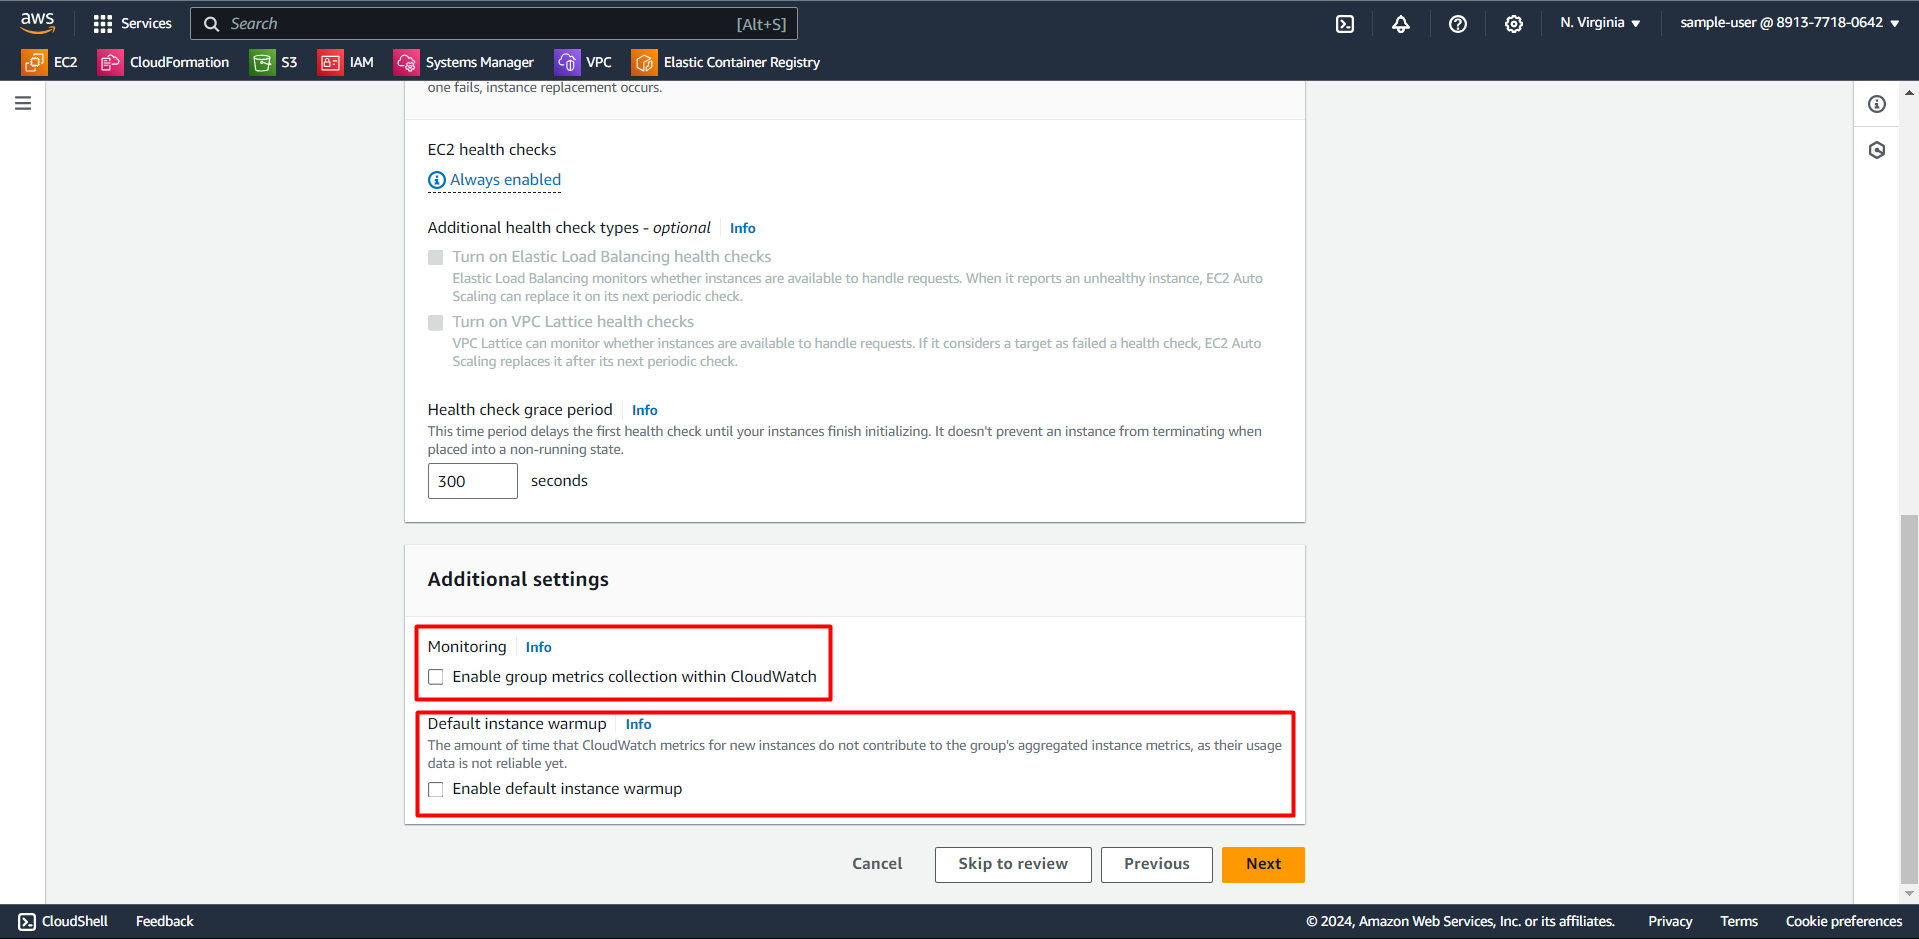 aws
Services
Search
[Alt+S]
N. Virginia
sample-user @ 8913-7718-0642
EC2
CloudFormation
S3
IAM
Systems Manager
VPC
Elastic Container Registry
one fails, instance replacement occurs.
EC2 health checks
Always enabled
Additional health check types - optional
Info
Turn on Elastic Load Balancing health checks
Elastic Load Balancing monitors whether instances are available to handle requests. When it reports an unhealthy instance, EC2 Auto
Scaling can replace it on its next periodic check.
Turn on VPC Lattice health checks
VPC Lattice can monitor whether instances are available to handle requests. If it considers a target as failed a health check, EC2 Auto
Scaling replaces it after its next periodic check.
Health check grace period
Info
This time period delays the first health check until your instances finish initializing. It doesn't prevent an instance from terminating when
placed into a non-running state.
300
seconds
Additional settings
Monitoring
Info
Enable group metrics collection within CloudWatch
Default instance warmup
Info
The amount of time that CloudWatch metrics for new instances do not contribute to the group's aggregated instance metrics, as their usage
data is not reliable yet.
Enable default instance warmup
Cancel
Skip to review
Previous
Next
CloudShell
Feedback
© 2024, Amazon Web Services, Inc. or its affiliates.
Privacy
Terms
Cookie preferences